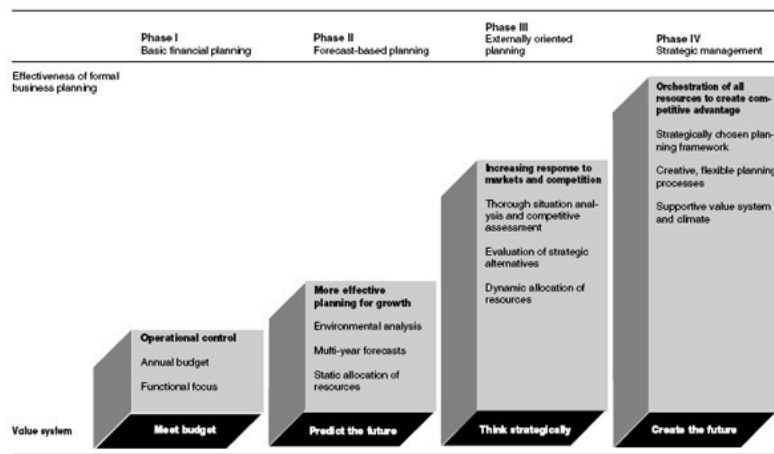 Phase I
Basic financial planning
Phase II
Forecast-based planning
Phase III
Externally oriented
planning
Phase IV
Strategic management
Effectiveness of formal
business planning
Operational control
Annual budget
Functional focus
More effective
planning for growth
Environmental analysis
Multi-year forecasts
Static allocation of
resources
Increasing response to
markets and competition
Thorough situation anal-
ysis and competitive
assessment
Evaluation of strategic
alternatives
Dynamic allocation of
resources
Orchestration of all
resources to create com-
petitive advantage
Strategically chosen plan-
ning framework
Creative, flexible planning
processes
Supportive value system
and climate
Value system
Meet budget
Predict the future
Think strategically
Create the future